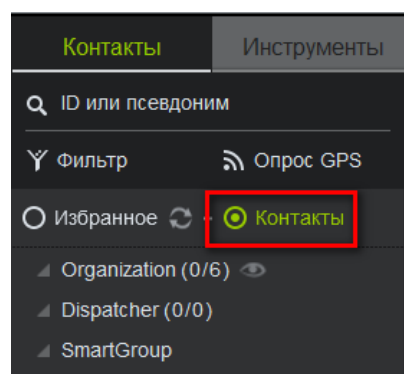 Контакты Инструменты
ID или псевдоним
Фильтр Опрос GPS
Избранное Контакты
Organization (0/6)
Dispatcher (0/0)
SmartGroup